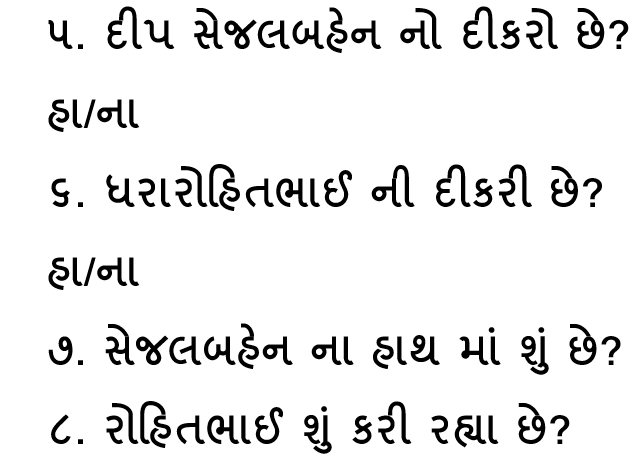 ૫. દીપ સેજલબહેન નો દીકરો છે?
હા/ના
૬. ધરારોહિતભાઈ ની દીકરી છે?
હા/ના
૭. સેજલબહેન ના હાથ માં શું છે?
૮. રોહિતભાઈ શું કરી રહ્યા છે?